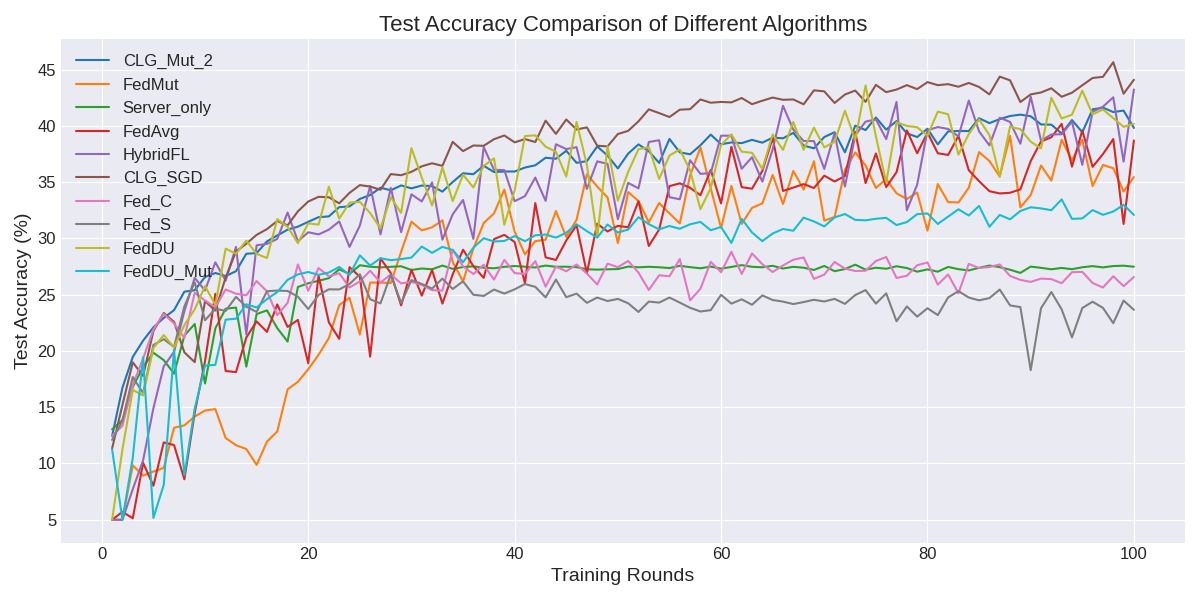 Test Accuracy Comparison of Different Algorithms
Test Accuracy (%)
45
40
35
30
25
20
15
10
5
CLG_Mut_2
FedMut
Server_only
FedAvg
HybridFL
CLG_SGD
Fed_C
Fed_S
FedDU
FedDU_Mut
0
20
40
60
80
100
Training Rounds